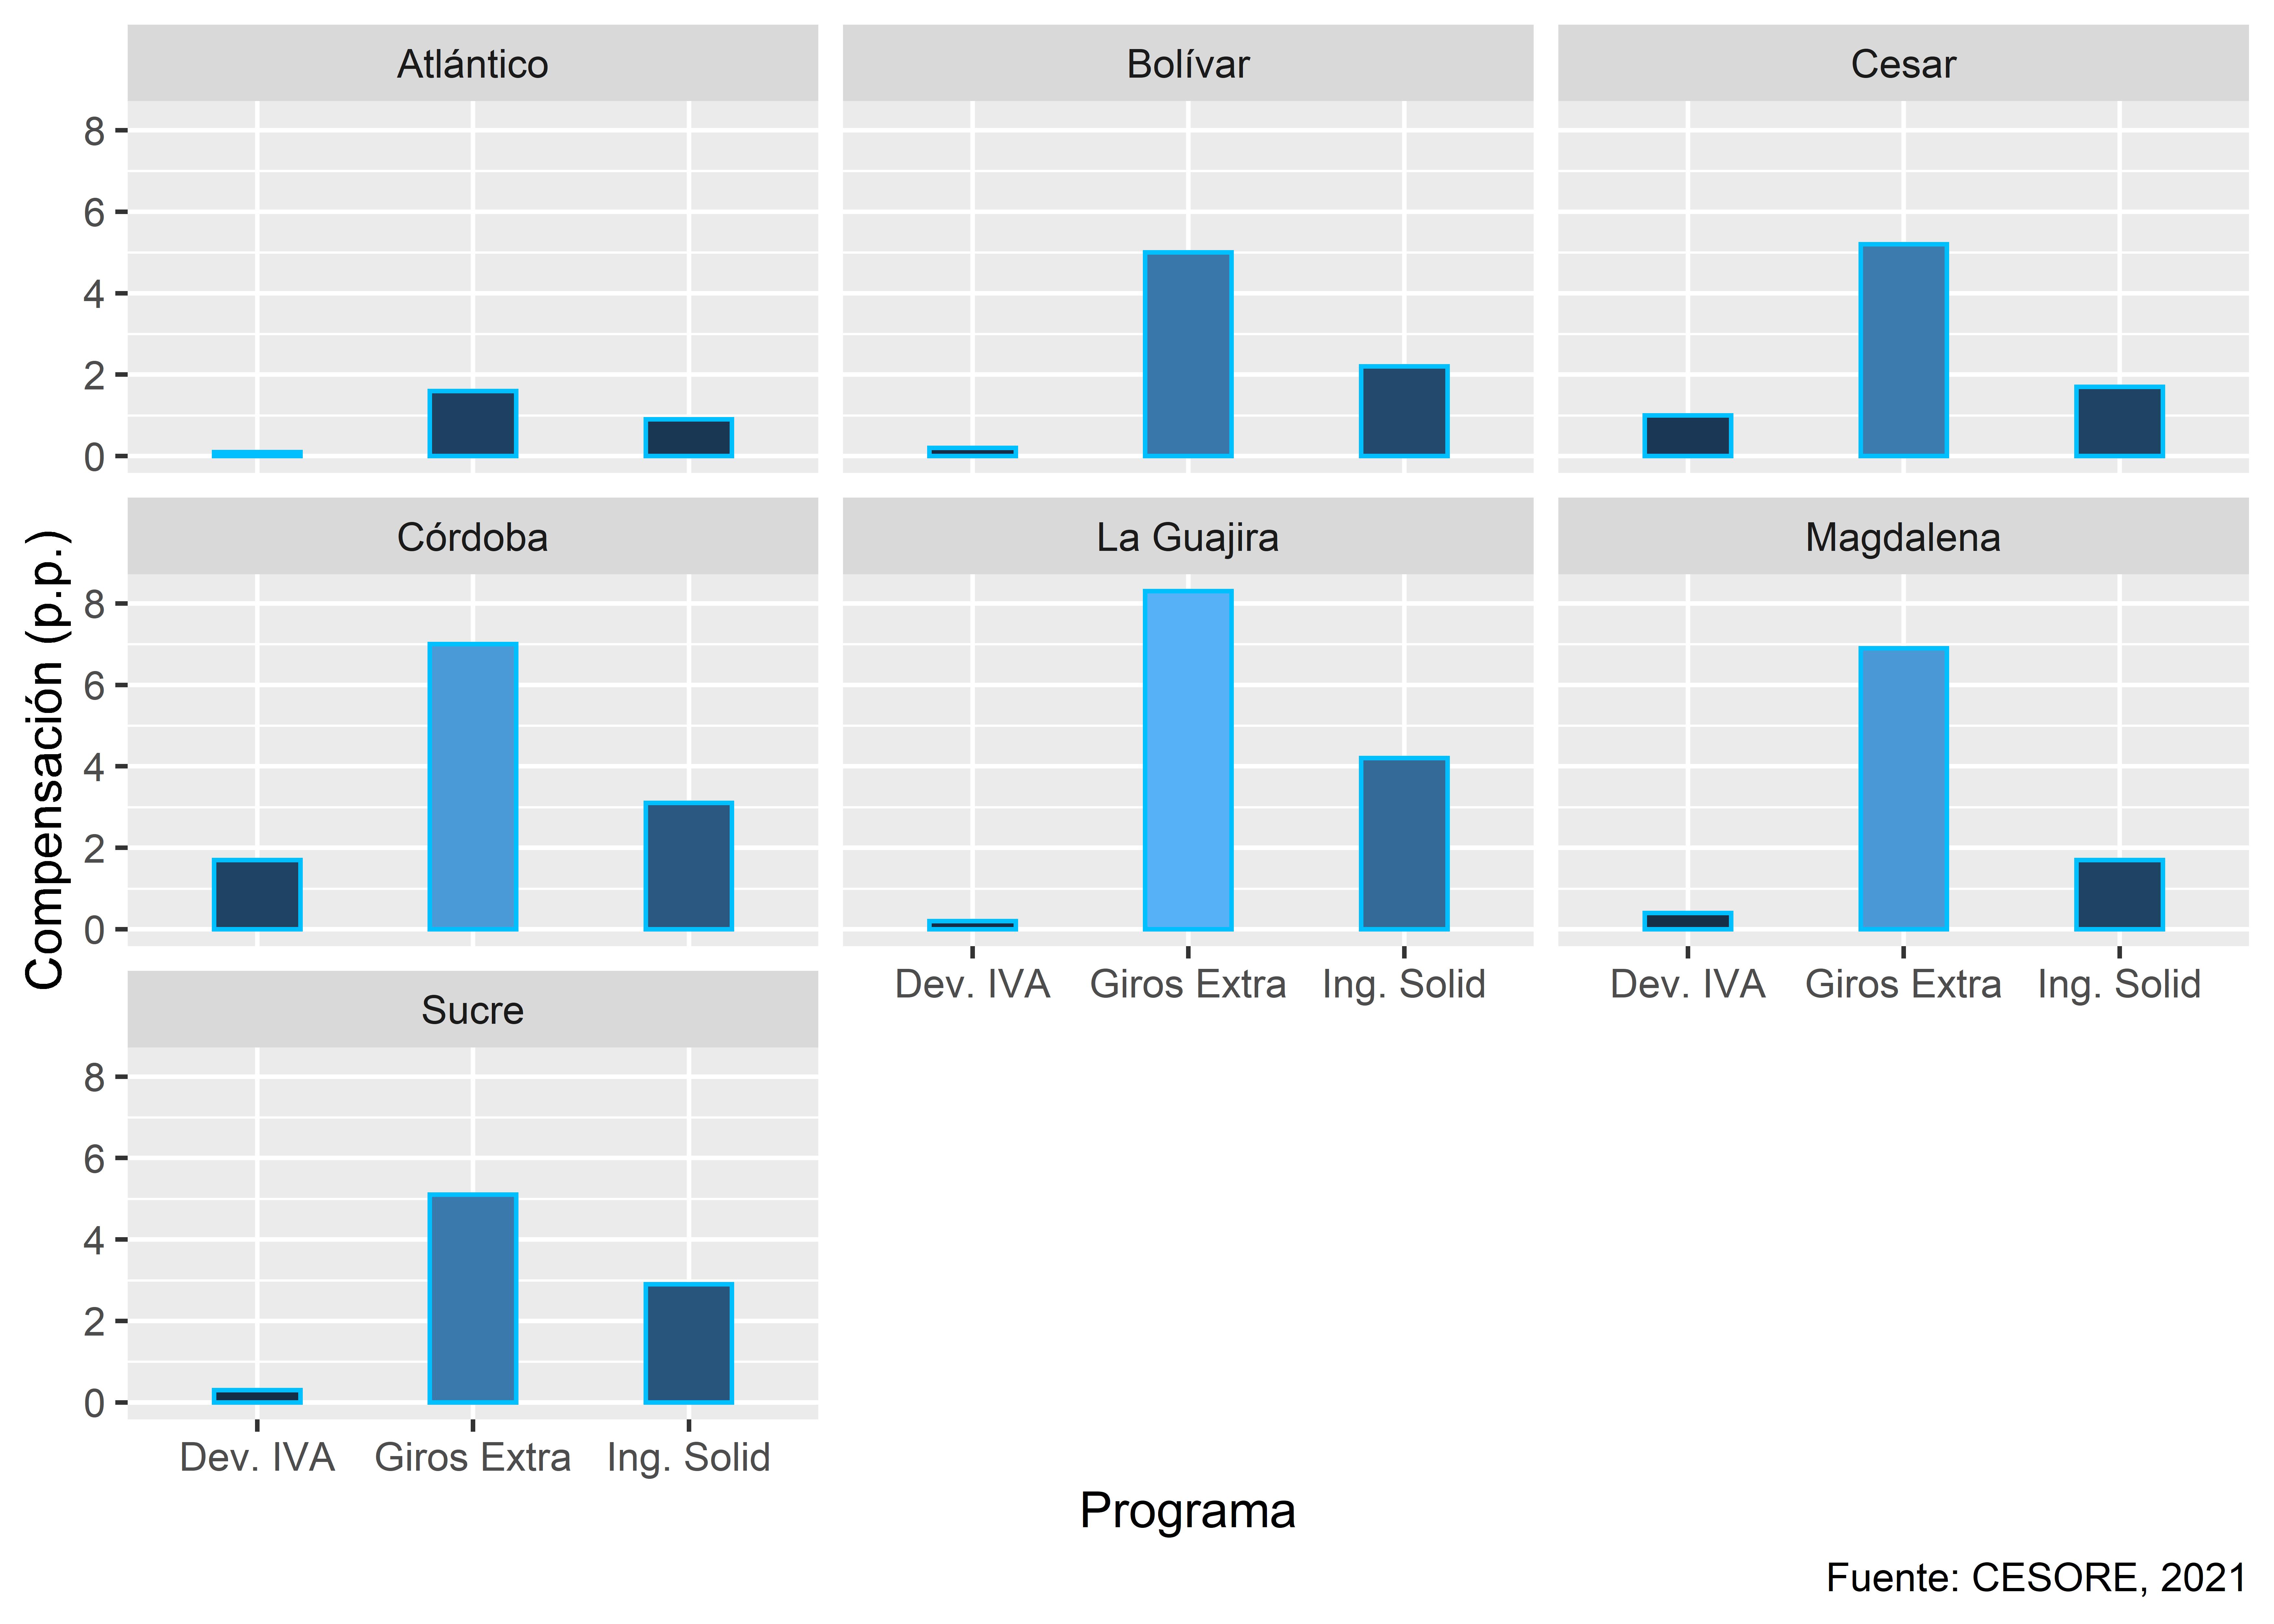 Atlántico
Bolívar
Cesar
8
6
4
2
0
Córdoba
La Guajira
Magdalena
8
6
4
2
0
Dev. IVA Giros Extra Ing. Solid
Dev. IVA Giros Extra Ing. Solid
Sucre
8
6
4
2
0
Dev. IVA Giros Extra Ing. Solid
Compensación (p.p.)
Programa
Fuente: CESORE, 2021